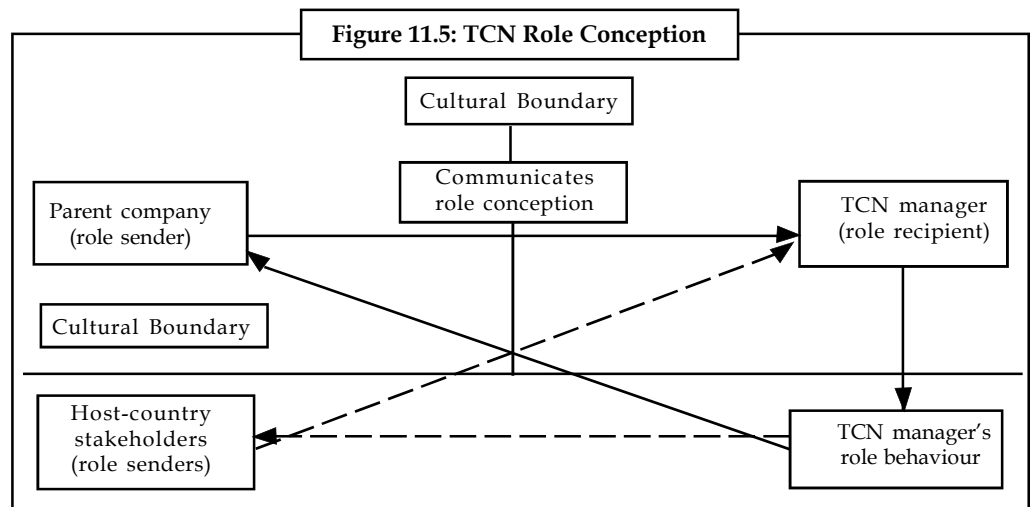 Figure 11.5: TCN Role Conception
Cultural Boundary
Communicates
role conception
Parent company
(role sender)
TCN manager
(role recipient)
Cultural Boundary
Host-country
stakeholders
(role senders)
TCN manager's
role behaviour